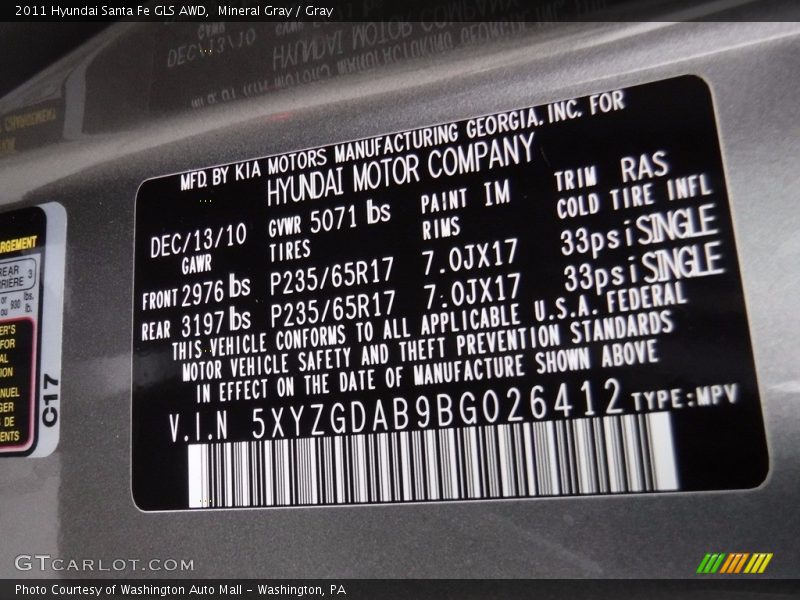 2011 Hyundai Santa Fe GLS AWD,  Mineral Gray / Gray
MFD. BY KIA MOTORS MANUFACTURING GEORGIA. INC. FOR
HYUNDAI MOTOR COMPANY
DEC/13/10 GVWR 5071 lbs PAINT IM TRIM RAS
GAWR TIRES RIMS COLD TIRE INFL
FRONT 2976 lbs P235/65R17 7.0JX17 33psi SINGLE
REAR 3197 lbs P235/65R17 7.0JX17 33psi SINGLE
THIS VEHICLE CONFORMS TO ALL APPLICABLE U.S.A. FEDERAL
MOTOR VEHICLE SAFETY AND THEFT PREVENTION STANDARDS
IN EFFECT ON THE DATE OF MANUFACTURE SHOWN ABOVE
V.I.N 5XYZGDAB9BG026412 TYPE:MPV
REAR 3
C17
GTCARLOT.COM
Photo Courtesy of Washington Auto Mall - Washington, PA